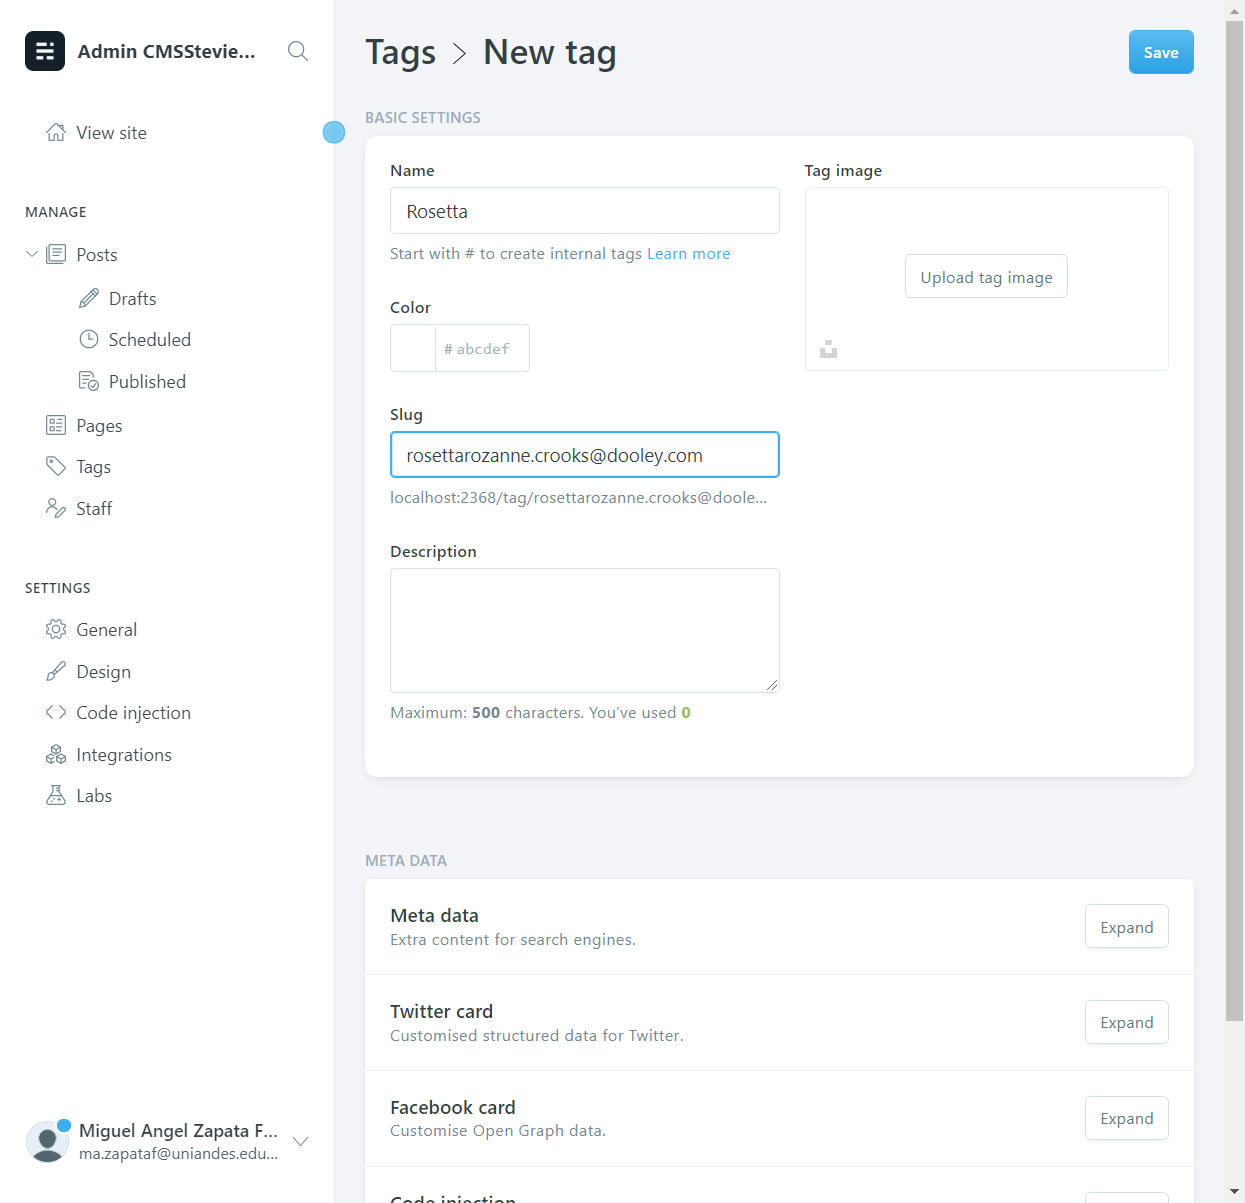 Admin CMSStevie...
View site
MANAGE
Posts
Drafts
Scheduled
Published
Pages
Tags
Staff
SETTINGS
General
Design
Code injection
Integrations
Labs
Miguel Angel Zapata F...
ma.zapataf@uniandes.edu...
Tags > New tag
Save
BASIC SETTINGS
Name
Rosetta
Start with # to create internal tags Learn more
Color
# abcdef
Slug
rosettarozanne.crooks@dooley.com
localhost:2368/tag/rosettarozanne.crooks@doole...
Description
Maximum: 500 characters. You’ve used 0
Tag image
Upload tag image
META DATA
Meta data
Extra content for search engines.
Expand
Twitter card
Customised structured data for Twitter.
Expand
Facebook card
Customise Open Graph data.
Expand
Code injection